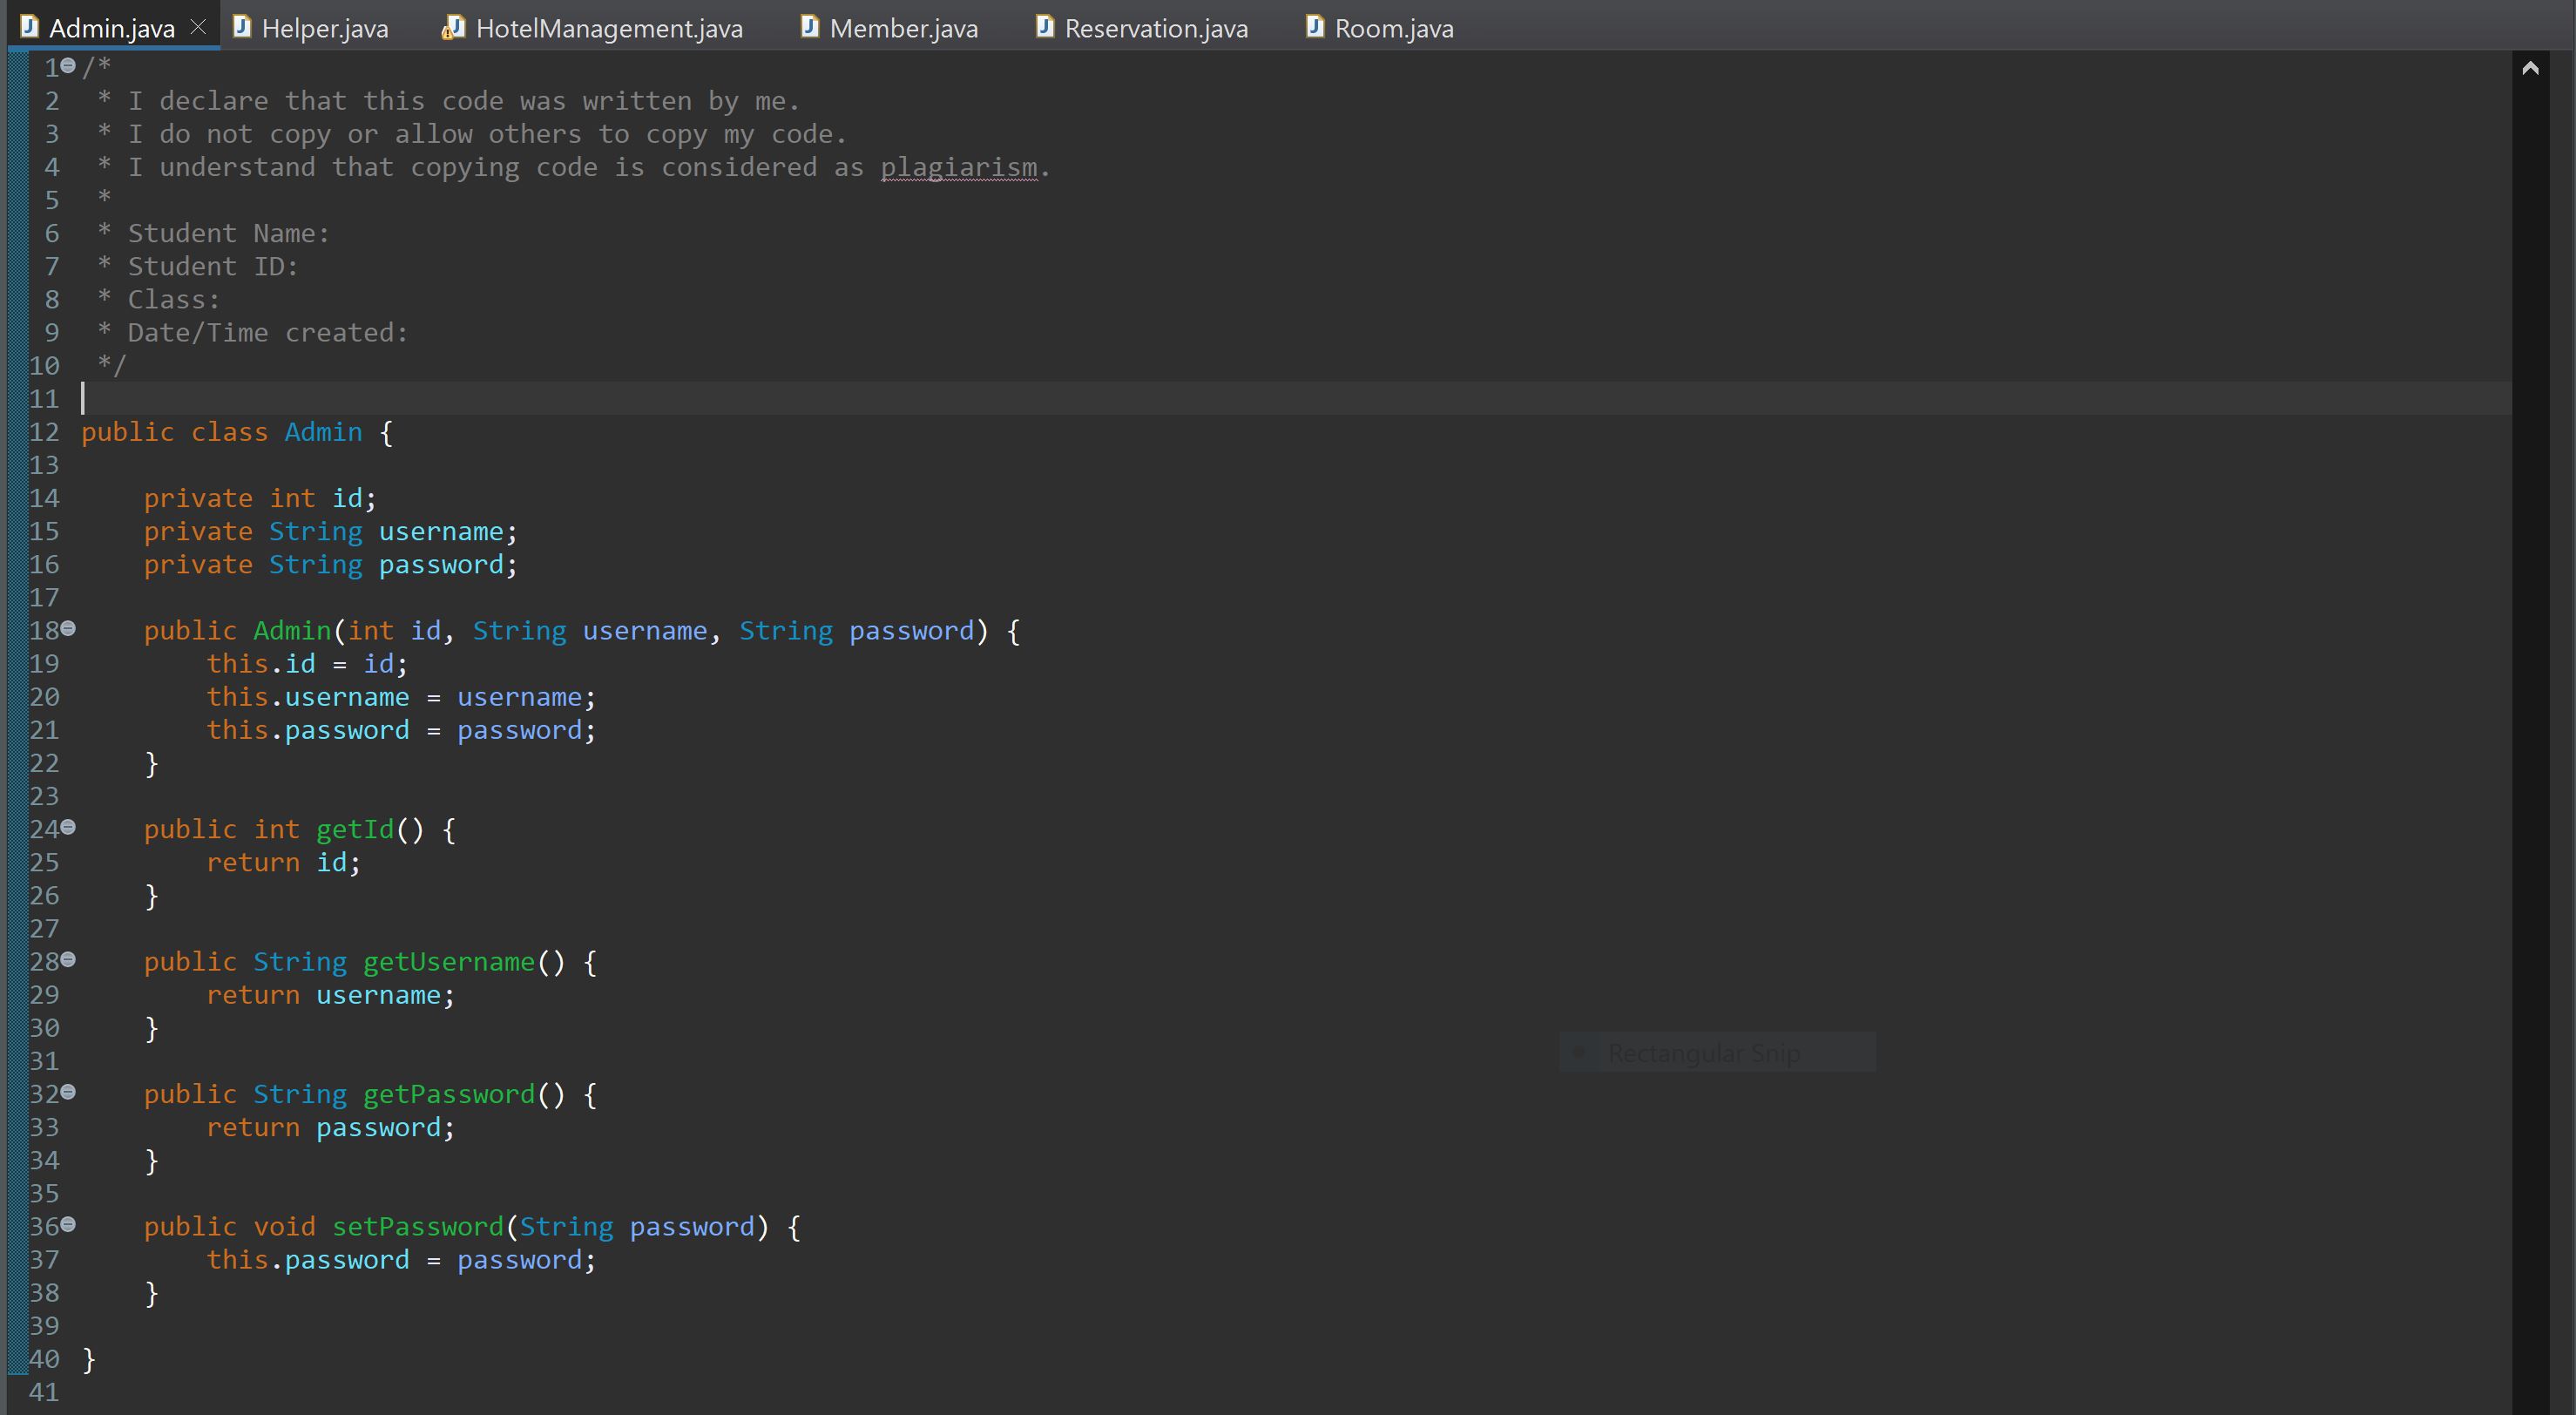 Admin.java Helper.java HotelManagement.java Member.java Reservation.java Room.java
1 /*
2  * I declare that this code was written by me.
3  * I do not copy or allow others to copy my code.
4  * I understand that copying code is considered as plagiarism.
5  *
6  * Student Name:
7  * Student ID:
8  * Class:
9  * Date/Time created:
10  */
11
12 public class Admin {
13
14     private int id;
15     private String username;
16     private String password;
17
18     public Admin(int id, String username, String password) {
19         this.id = id;
20         this.username = username;
21         this.password = password;
22     }
23
24     public int getId() {
25         return id;
26     }
27
28     public String getUsername() {
29         return username;
30     }
31
Rectangular Snip
32     public String getPassword() {
33         return password;
34     }
35
36     public void setPassword(String password) {
37         this.password = password;
38     }
39
40 }
41